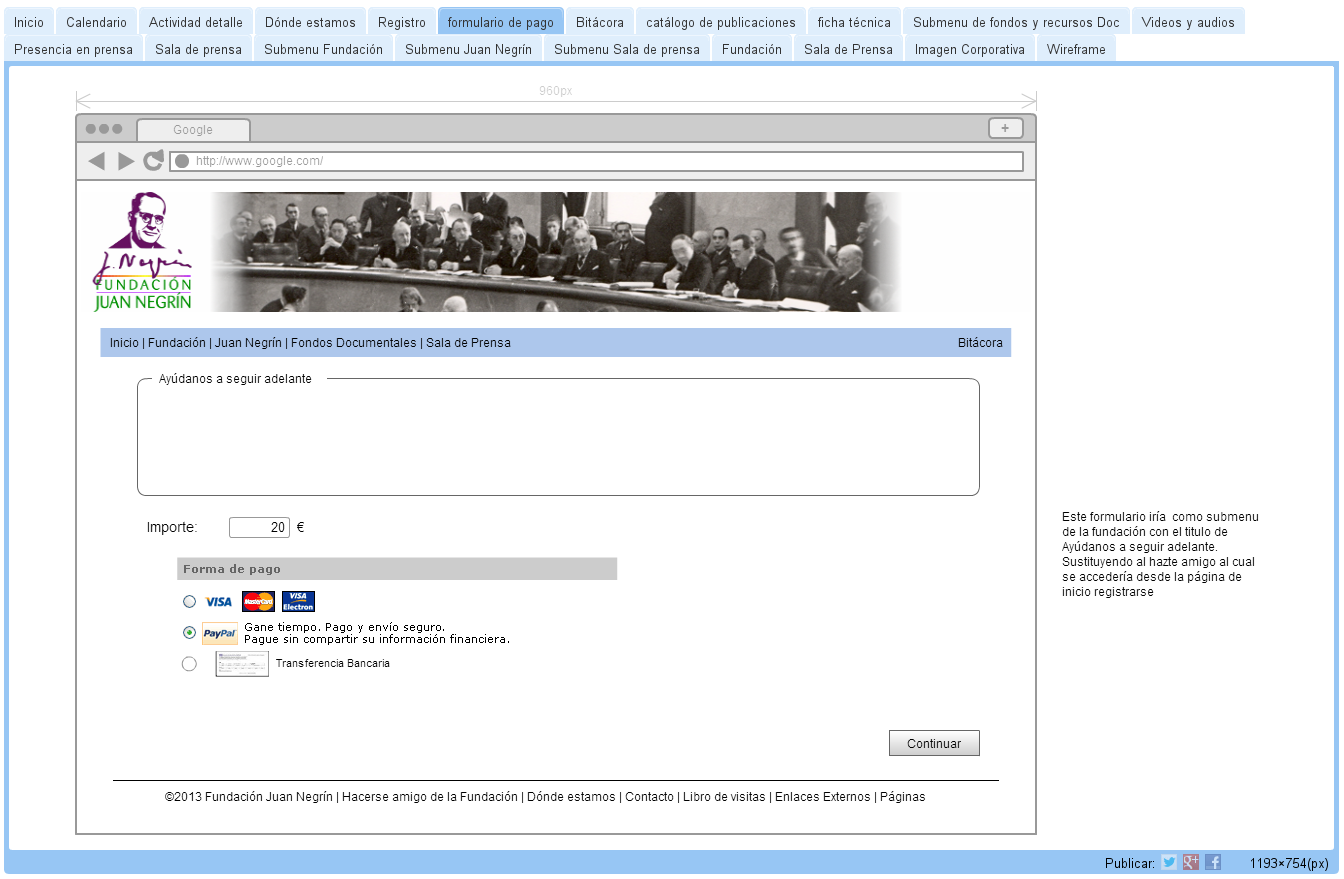 Inicio Calendario Actividad detalle Dónde estamos Registro formulario de pago Bitácora catálogo de publicaciones ficha técnica Submenu de fondos y recursos Doc Videos y audios
Presencia en prensa Sala de prensa Submenu Fundación Submenu Juan Negrín Submenu Sala de prensa Fundación Sala de Prensa Imagen Corporativa Wireframe
960px
Google +
http://www.google.com/
J. Negrín
FUNDACIÓN
JUAN NEGRÍN
Inicio | Fundación | Juan Negrín | Fondos Documentales | Sala de Prensa Bitácora
Ayúdanos a seguir adelante
Importe: 20 €
Este formulario iría como submenu
de la fundación con el titulo de
Ayúdanos a seguir adelante.
Sustituyendo al hazte amigo al cual
se accedería desde la página de
inicio registrarse
Forma de pago
VISA MasterCard VISA Electron
PayPal Gane tiempo. Pago y envío seguro.
Pague sin compartir su información financiera.
Transferencia Bancaria
Continuar
©2013 Fundación Juan Negrín | Hacerse amigo de la Fundación | Dónde estamos | Contacto | Libro de visitas | Enlaces Externos | Páginas
Publicar: 1193×754(px)